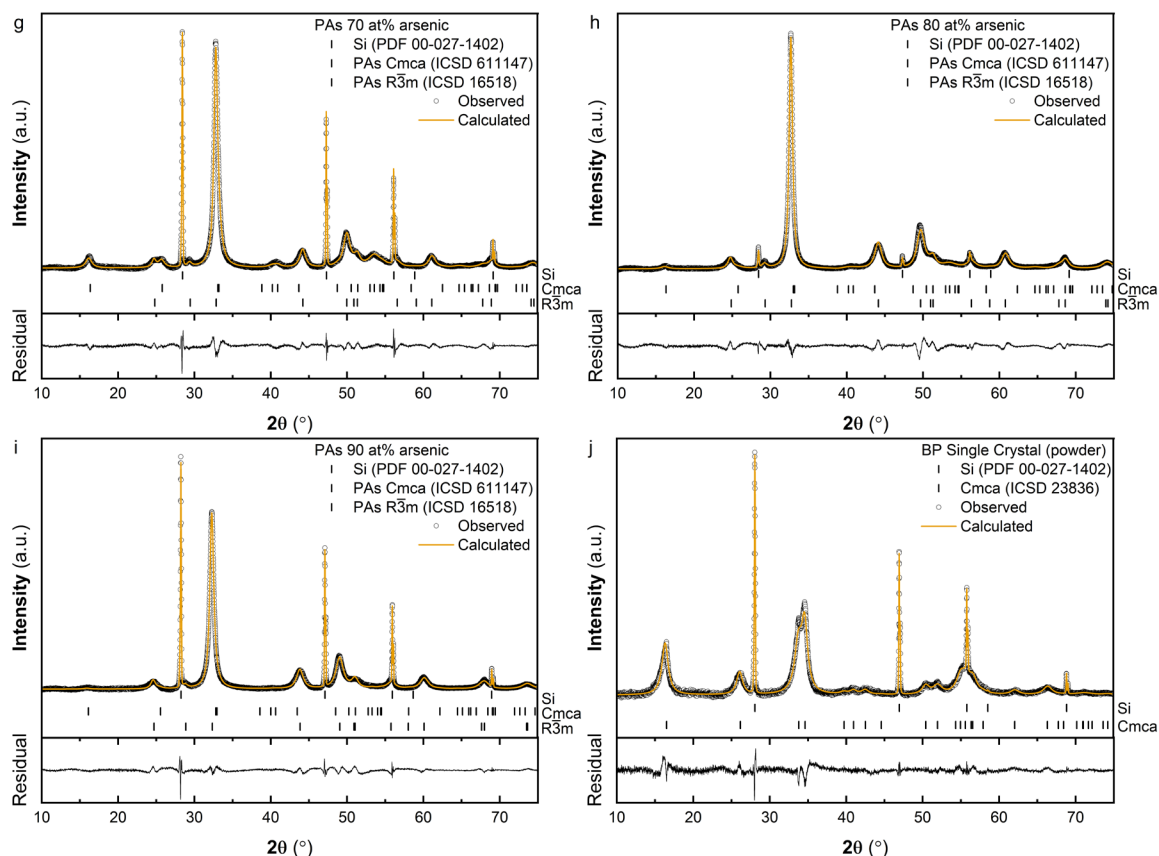 g
PAs 70 at% arsenic
Si (PDF 00-027-1402)
PAs Cmca (ICSD 611147)
PAs R3̅m (ICSD 16518)
Observed
Calculated
Intensity (a.u.)
Si
Cmca
R3̅m
Residual
10 20 30 40 50 60 70
2θ (°)
h
PAs 80 at% arsenic
Si (PDF 00-027-1402)
PAs Cmca (ICSD 611147)
PAs R3̅m (ICSD 16518)
Observed
Calculated
Intensity (a.u.)
Si
Cmca
R3̅m
Residual
10 20 30 40 50 60 70
2θ (°)
i
PAs 90 at% arsenic
Si (PDF 00-027-1402)
PAs Cmca (ICSD 611147)
PAs R3̅m (ICSD 16518)
Observed
Calculated
Intensity (a.u.)
Si
Cmca
R3̅m
Residual
10 20 30 40 50 60 70
2θ (°)
j
BP Single Crystal (powder)
Si (PDF 00-027-1402)
Cmca (ICSD 23836)
Observed
Calculated
Intensity (a.u.)
Si
Cmca
Residual
10 20 30 40 50 60 70
2θ (°)